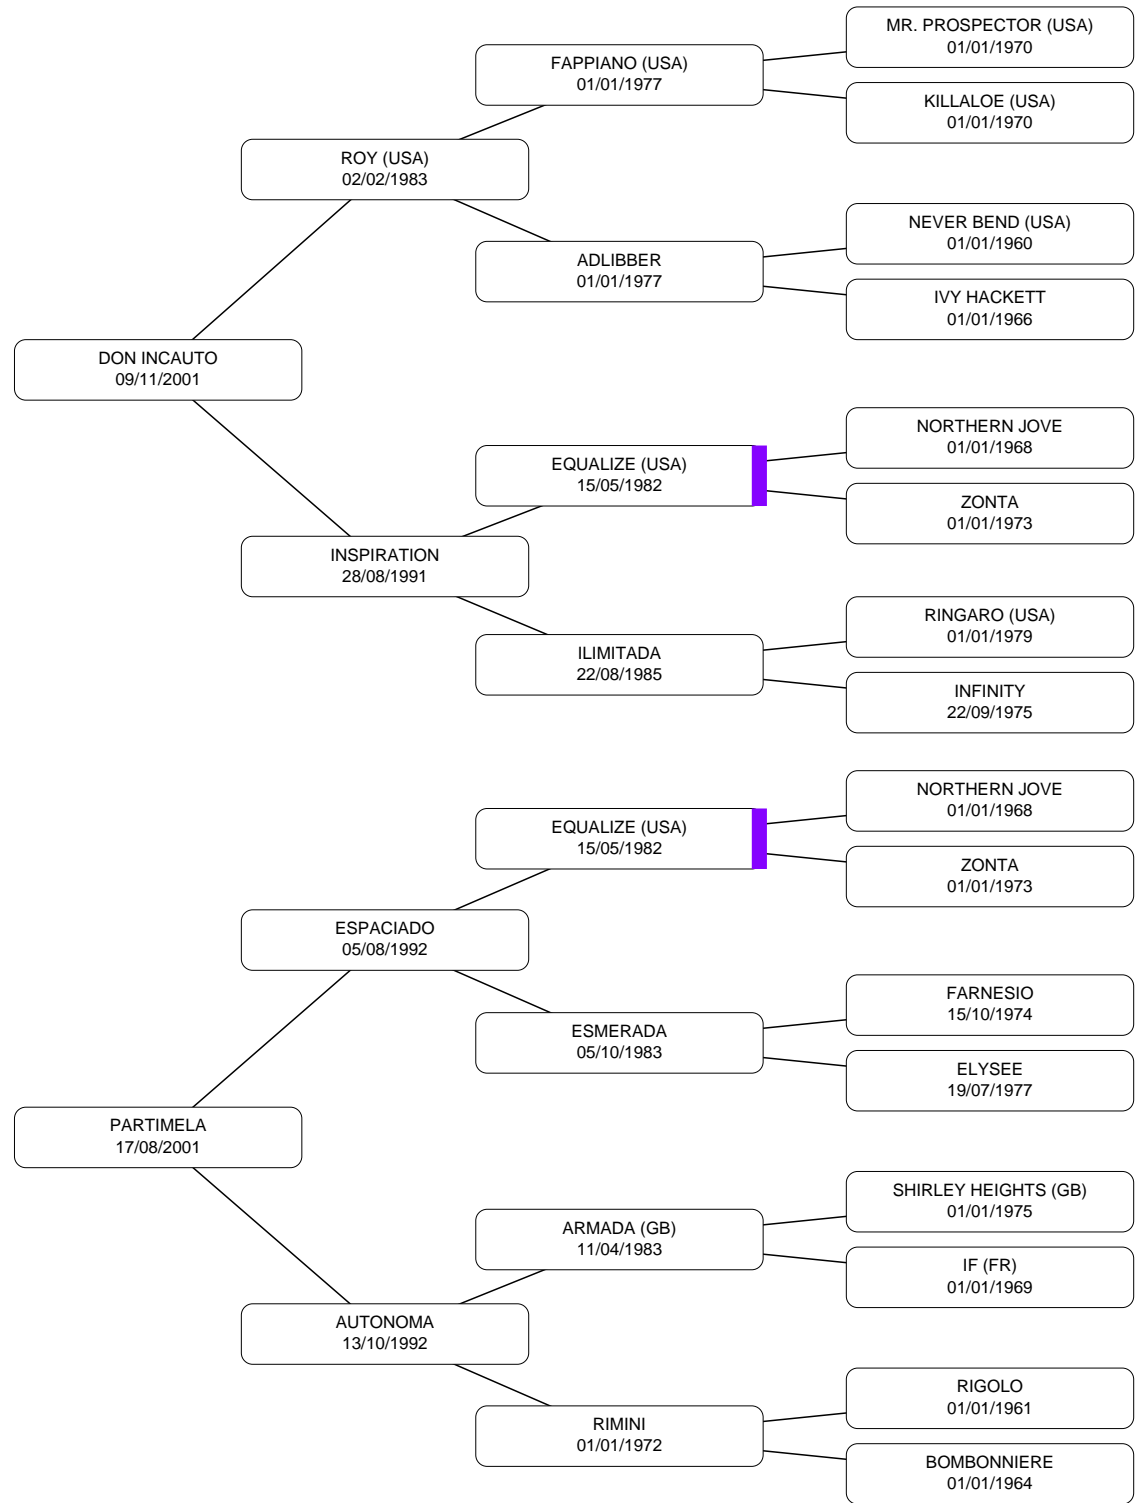 MR. PROSPECTOR (USA)
01/01/1970
FAPPIANO (USA)
01/01/1977
KILLALOE (USA)
01/01/1970
ROY (USA)
02/02/1983
NEVER BEND (USA)
01/01/1960
ADLIBBER
01/01/1977
IVY HACKETT
01/01/1966
DON INCAUTO
09/11/2001
NORTHERN JOVE
01/01/1968
EQUALIZE (USA)
15/05/1982
ZONTA
01/01/1973
INSPIRATION
28/08/1991
RINGARO (USA)
01/01/1979
ILIMITADA
22/08/1985
INFINITY
22/09/1975
NORTHERN JOVE
01/01/1968
EQUALIZE (USA)
15/05/1982
ZONTA
01/01/1973
ESPACIADO
05/08/1992
FARNESIO
15/10/1974
ESMERADA
05/10/1983
ELYSEE
19/07/1977
PARTIMELA
17/08/2001
SHIRLEY HEIGHTS (GB)
01/01/1975
ARMADA (GB)
11/04/1983
IF (FR)
01/01/1969
AUTONOMA
13/10/1992
RIGOLO
01/01/1961
RIMINI
01/01/1972
BOMBONNIERE
01/01/1964